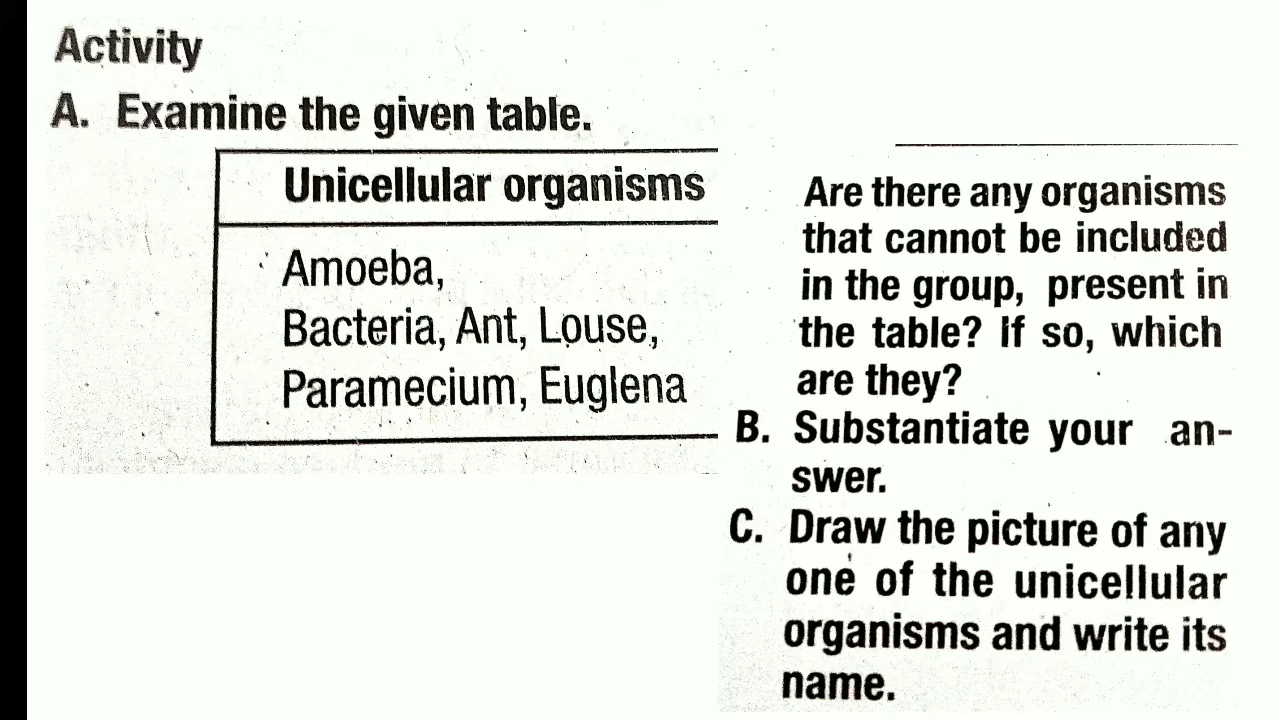 Activity
A. Examine the given table.
Unicellular organisms
Amoeba,
Bacteria, Ant, Louse,
Paramecium, Euglena
Are there any organisms
that cannot be included
in the group, present in
the table? If so, which
are they?
B. Substantiate your an-
swer.
C. Draw the picture of any
one of the unicellular
organisms and write its
name.